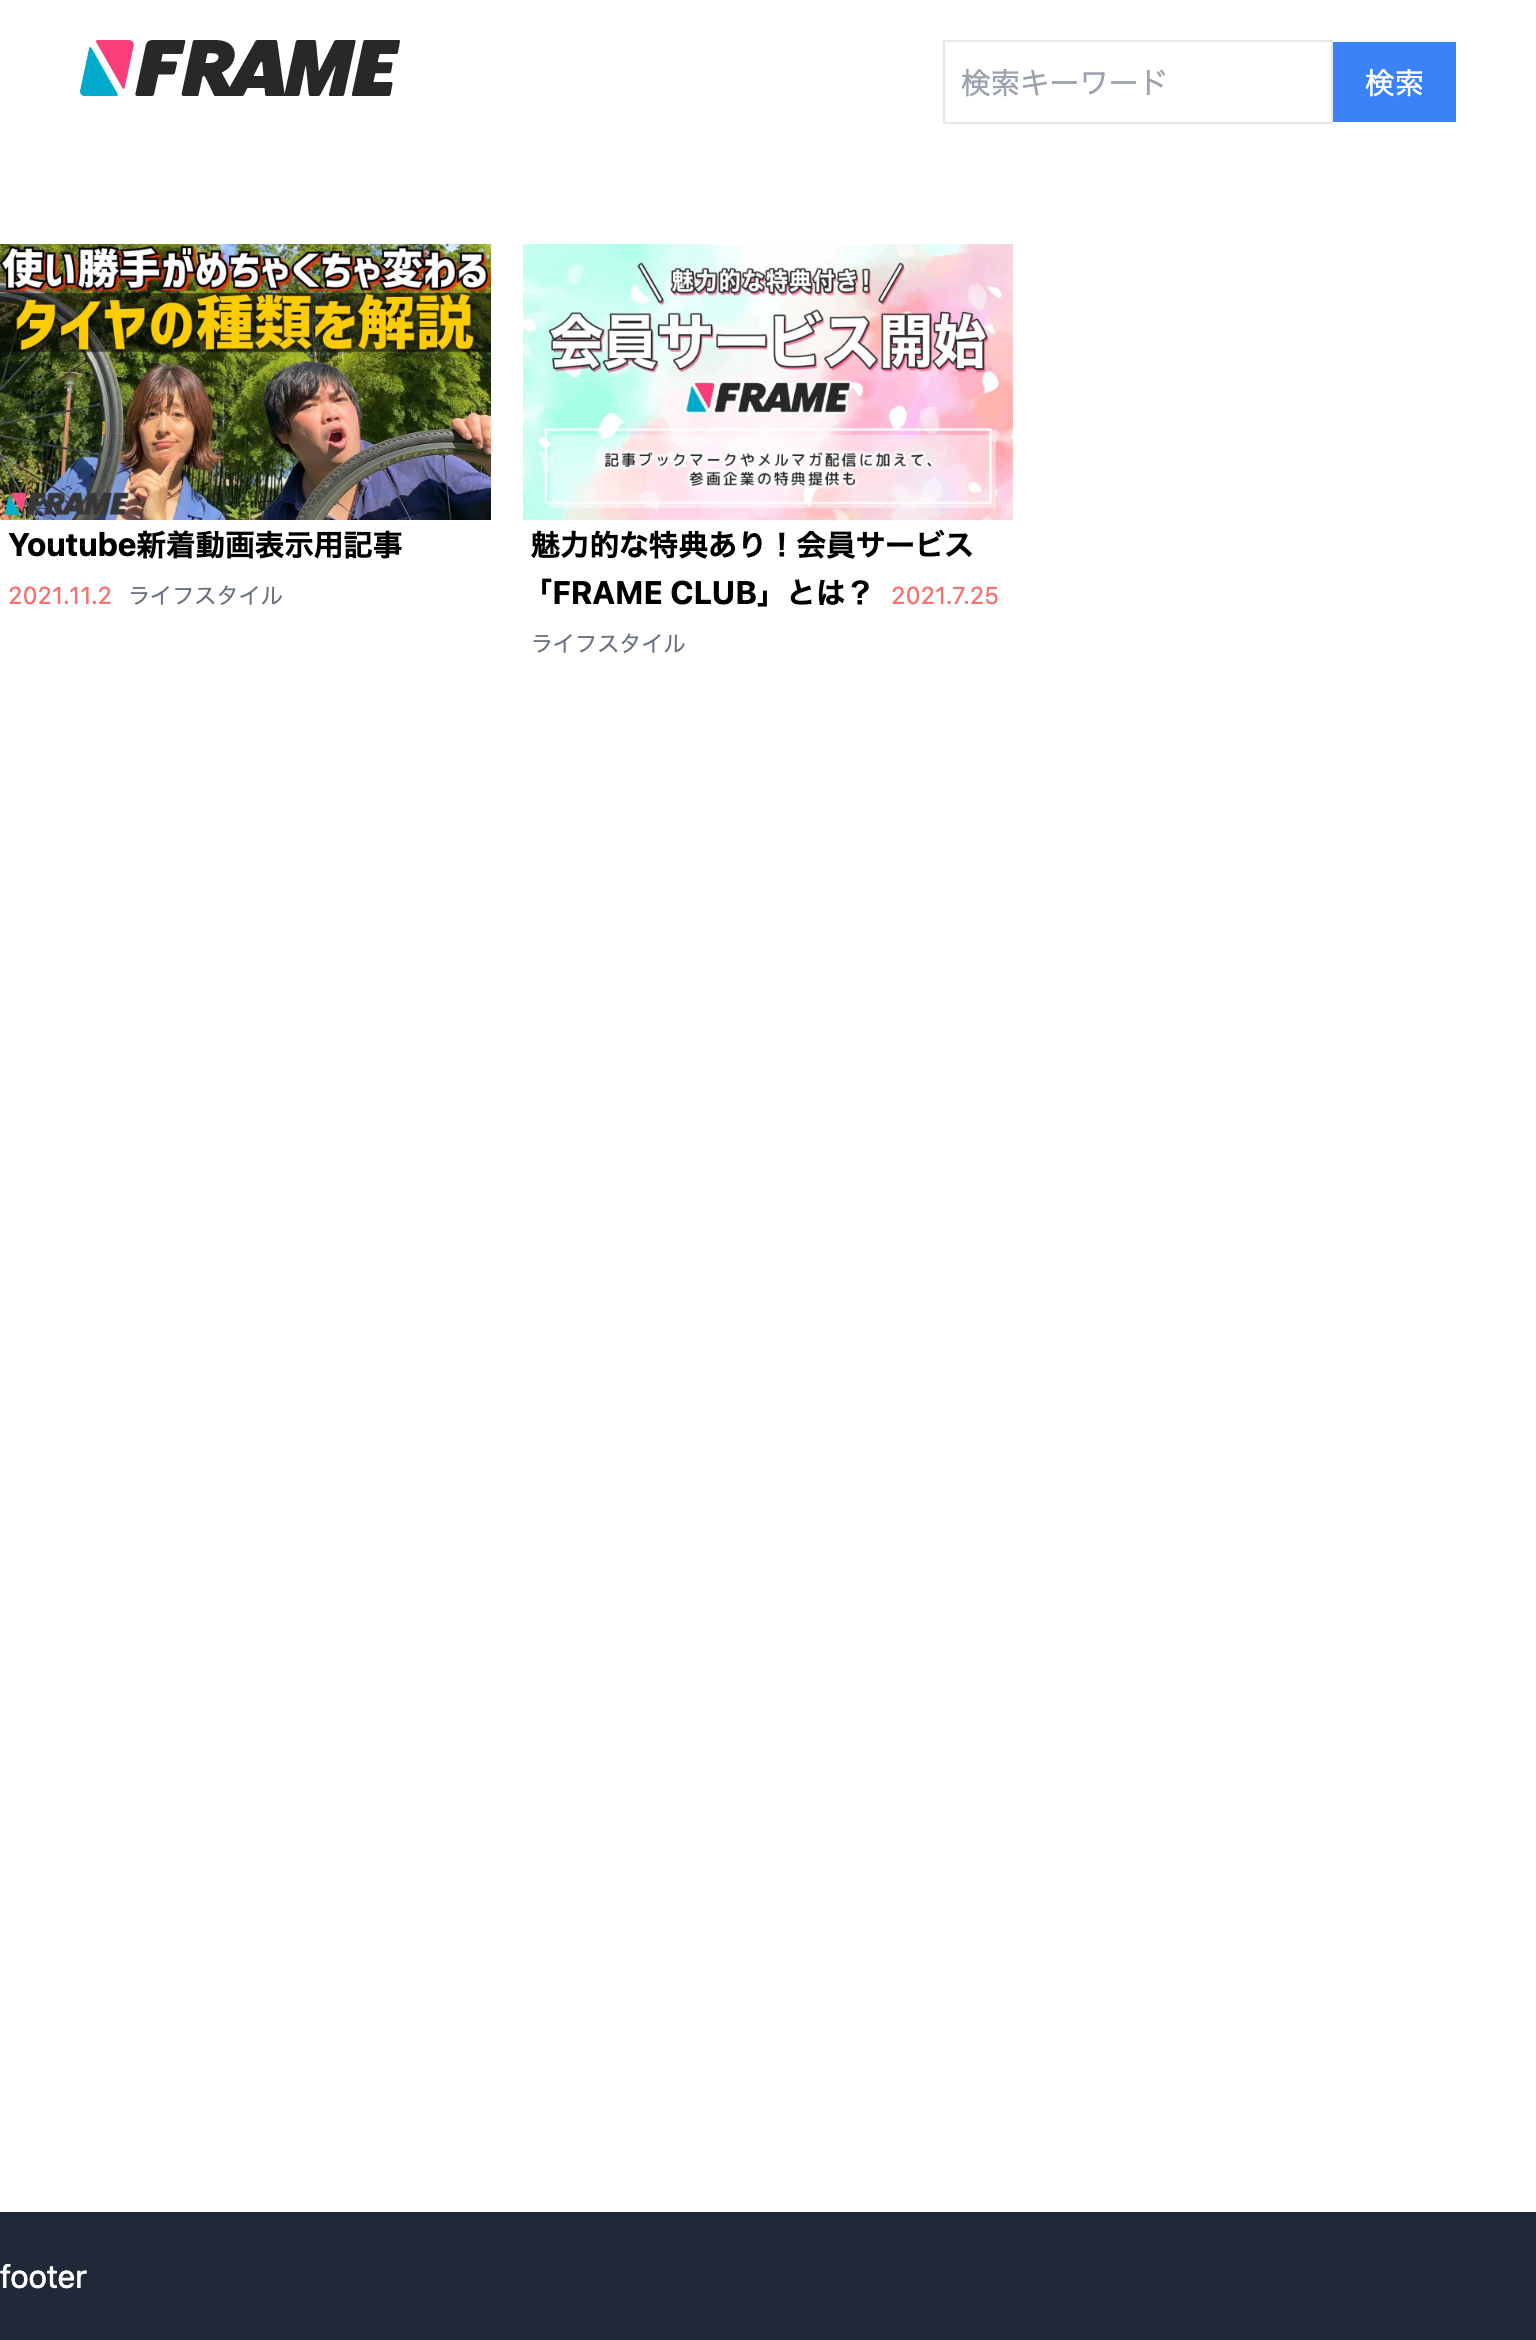 FRAME
検索キーワード
検索
使い勝手がめちゃくちゃ変わる
タイヤの種類を解説
FRAME
Youtube新着動画表示用記事
2021.11.2 ライフスタイル
魅力的な特典付き！
会員サービス開始
FRAME
記事ブックマークやメルマガ配信に加えて、
参画企業の特典提供も
魅力的な特典あり！会員サービス
「FRAME CLUB」とは？ 2021.7.25
ライフスタイル
footer